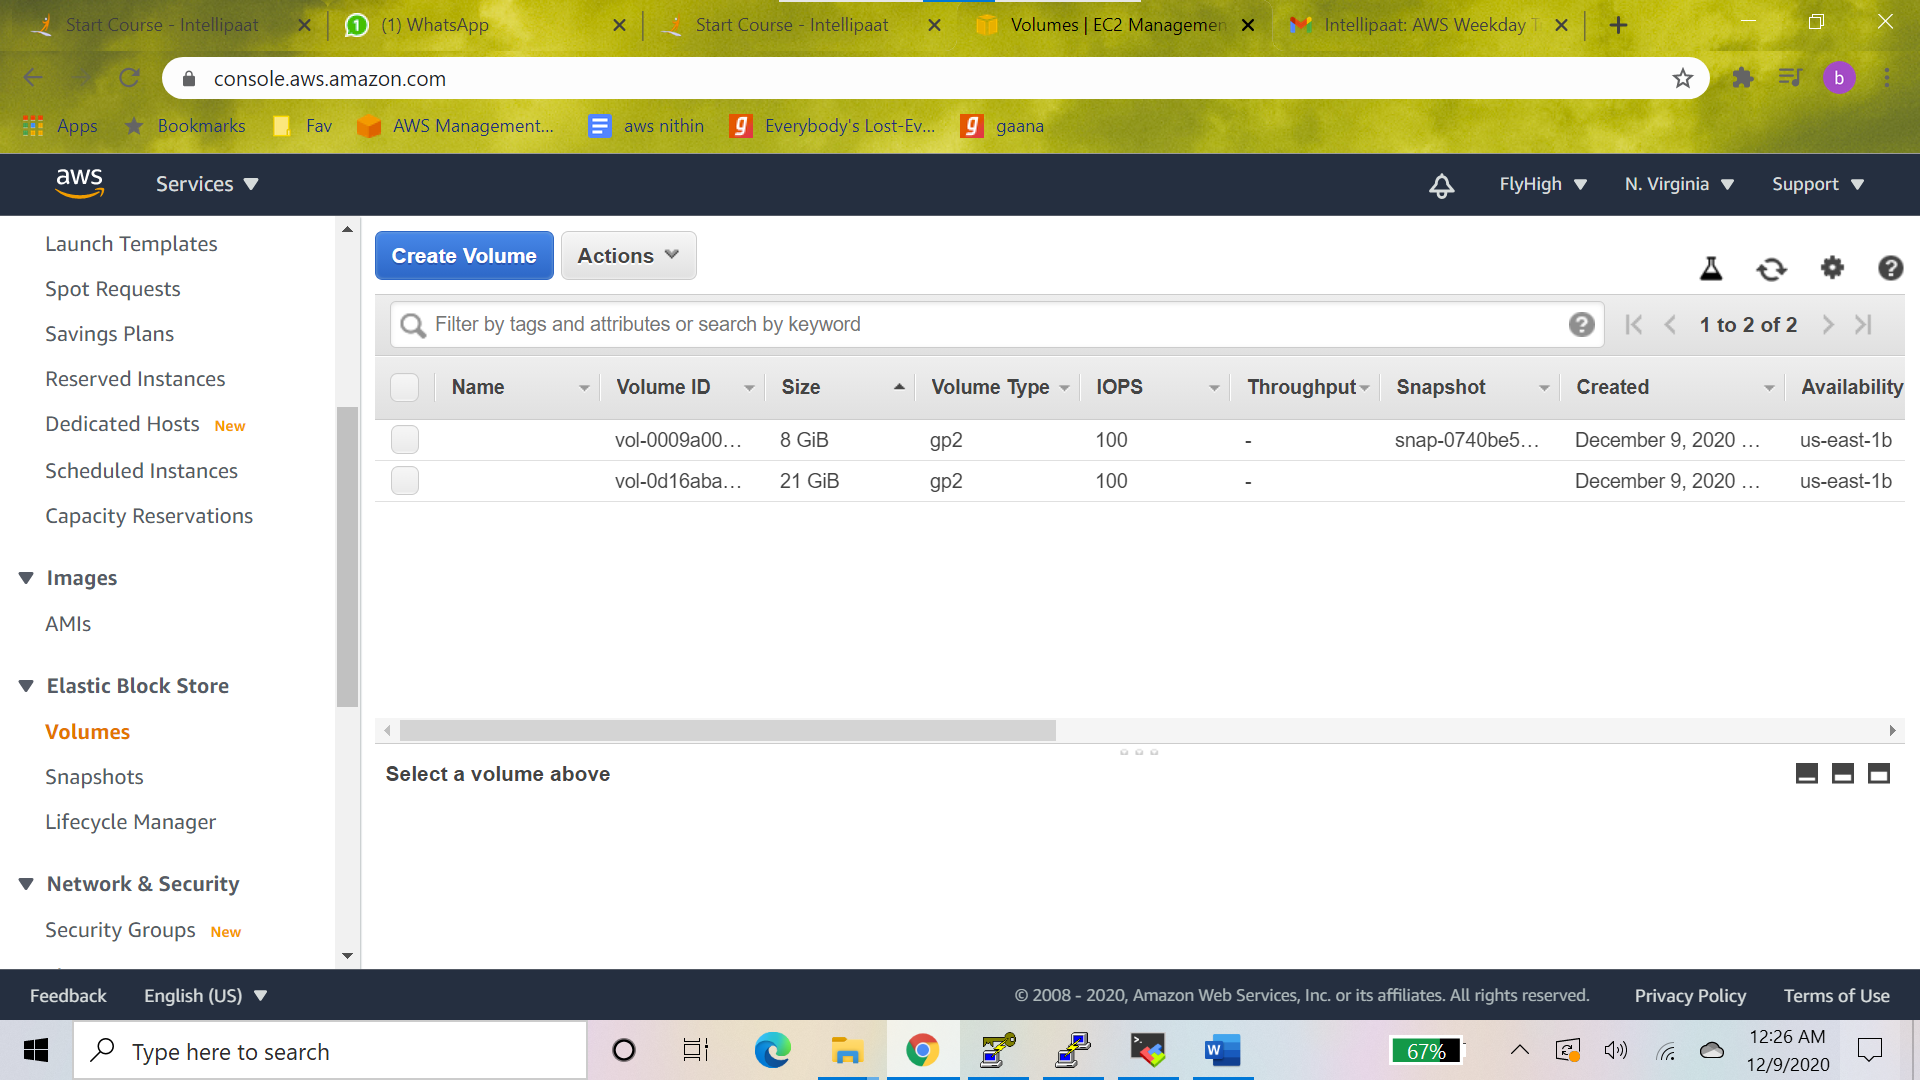 Start Course - Intellipaat
(1) WhatsApp
Start Course - Intellipaat
Volumes | EC2 Managemen
Intellipaat: AWS Weekday T
console.aws.amazon.com
b
Apps
Bookmarks
Fav
AWS Management...
aws nithin
Everybody's Lost-Ev...
gaana
aws
Services
FlyHigh
N. Virginia
Support
Launch Templates
Spot Requests
Savings Plans
Reserved Instances
Dedicated Hosts New
Scheduled Instances
Capacity Reservations
Images
AMIs
Elastic Block Store
Volumes
Snapshots
Lifecycle Manager
Network & Security
Security Groups New
Create Volume
Actions
Filter by tags and attributes or search by keyword
1 to 2 of 2
Name Volume ID Size Volume Type IOPS Throughput Snapshot Created Availability
vol-0009a00... 8 GiB gp2 100 - snap-0740be5... December 9, 2020 ... us-east-1b
vol-0d16aba... 21 GiB gp2 100 - December 9, 2020 ... us-east-1b
Select a volume above
Feedback
English (US)
© 2008 - 2020, Amazon Web Services, Inc. or its affiliates. All rights reserved.
Privacy Policy
Terms of Use
Type here to search
67%
12:26 AM
12/9/2020